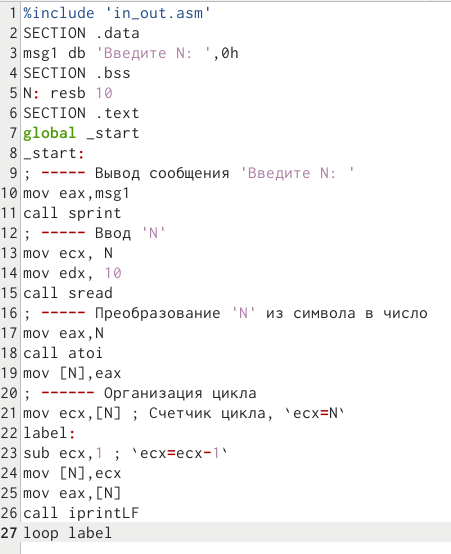 1 %include 'in_out.asm'
2 SECTION .data
3 msg1 db 'Введите N: ',0h
4 SECTION .bss
5 N: resb 10
6 SECTION .text
7 global _start
8 _start:
9 ; ----- Вывод сообщения 'Введите N: '
10 mov eax,msg1
11 call sprint
12 ; ----- Ввод 'N'
13 mov ecx, N
14 mov edx, 10
15 call sread
16 ; ----- Преобразование 'N' из символа в число
17 mov eax,N
18 call atoi
19 mov [N],eax
20 ; ------ Организация цикла
21 mov ecx,[N] ; Счетчик цикла, `ecx=N`
22 label:
23 sub ecx,1 ; `ecx=ecx-1`
24 mov [N],ecx
25 mov eax,[N]
26 call iprintLF
27 loop label